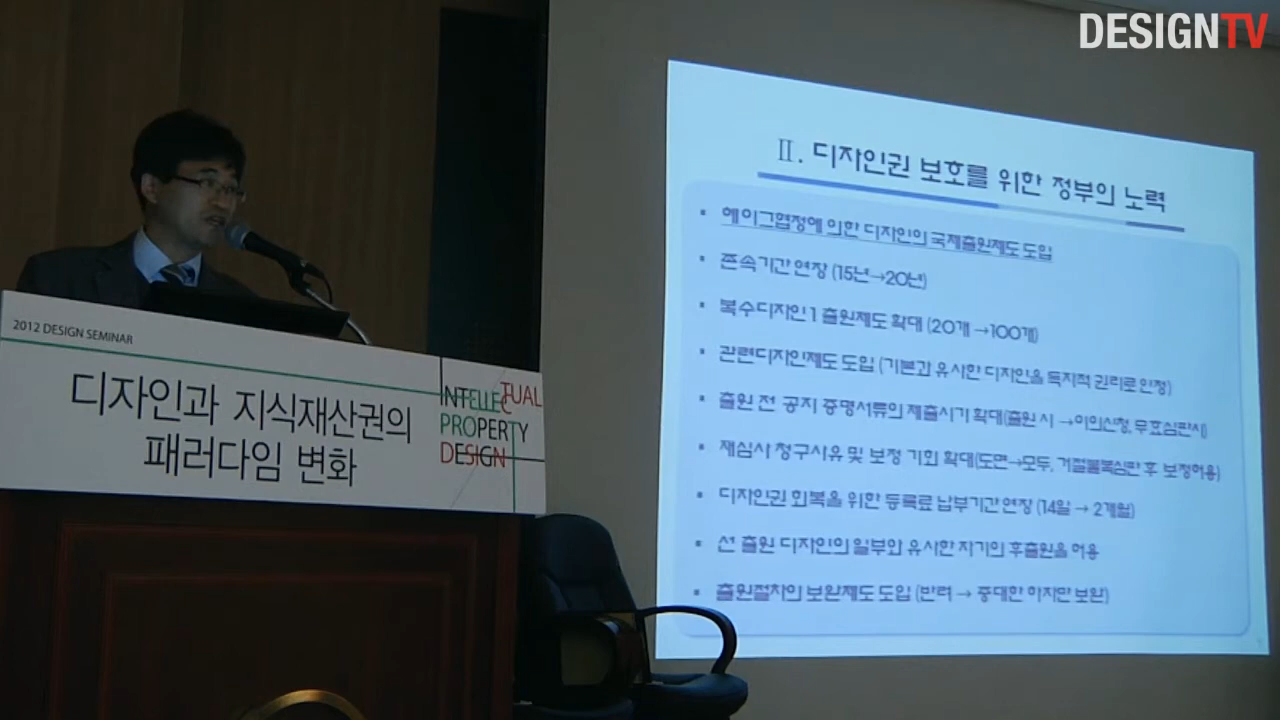 DESIGNTV
Ⅱ. 디자인권 보호를 위한 정부의 노력
▪ 헤이그협정에 의한 디자인의 국제출원제도 도입
▪ 존속기간 연장 (15년→20년)
▪ 복수디자인 1 출원제도 확대 (20개 →100개)
▪ 관련디자인제도 도입 (기본과 유사한 디자인을 독자적 권리로 인정)
▪ 출원 전 공지 증명서류의 제출시기 확대(출원 시 →이의신청, 무효심판시)
▪ 재심사 청구사유 및 보정 기회 확대(도면→모두, 거절불복심판 후 보정허용)
▪ 디자인권 회복을 위한 등록료 납부기간 연장 (14일 → 2개월)
▪ 선 출원 디자인의 일부와 유사한 자기의 후출원을 허용
▪ 출원절차의 보완제도 도입 (반려 → 중대한 하자만 보완)
2012 DESIGN SEMINAR
디자인과 지식재산권의
패러다임 변화
INTELLECTUAL
PROPERTY
DESIGN